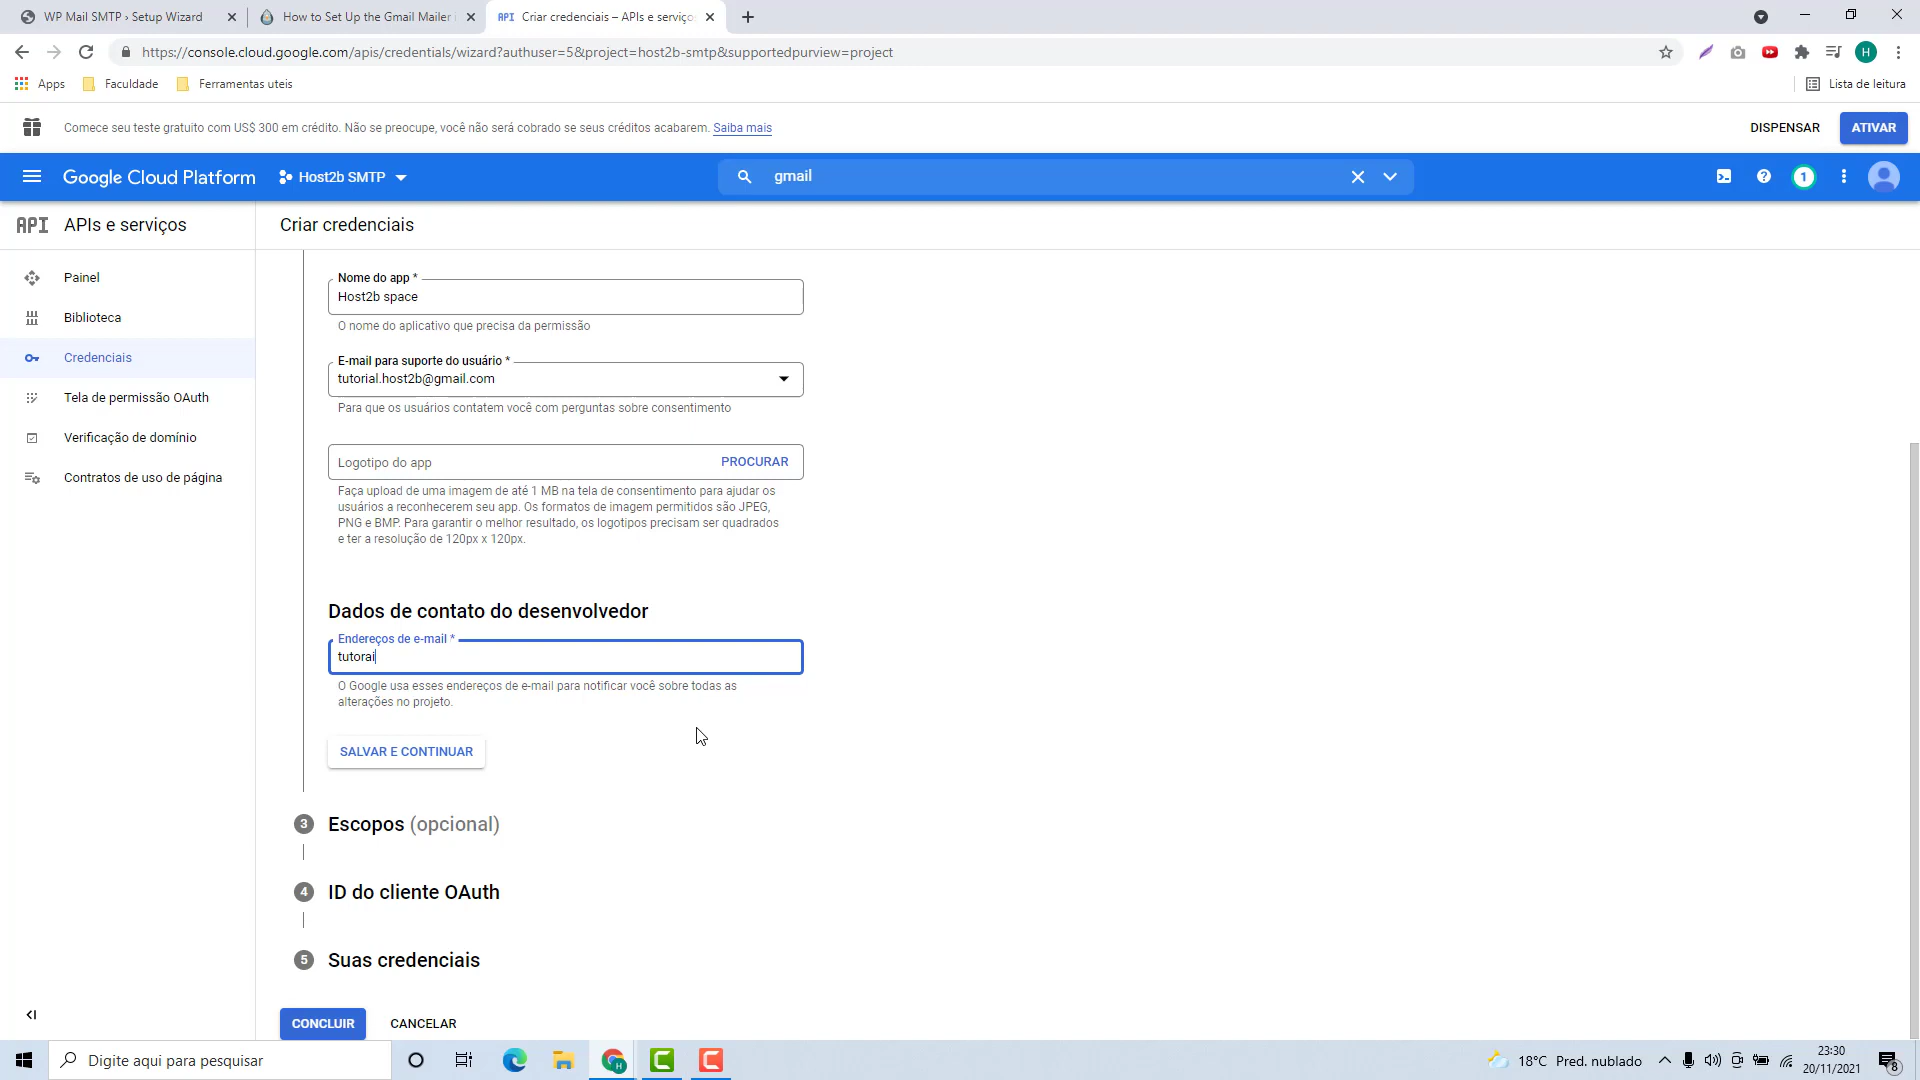 WP Mail SMTP › Setup Wizard
How to Set Up the Gmail Mailer
API Criar credenciais – APIs e serviço
https://console.cloud.google.com/apis/credentials/wizard?authuser=5&project=host2b-smtp&supportedpurview=project
H
Apps
Faculdade
Ferramentas uteis
Lista de leitura
Comece seu teste gratuito com US$ 300 em crédito. Não se preocupe, você não será cobrado se seus créditos acabarem. Saiba mais
DISPENSAR
ATIVAR
Google Cloud Platform
Host2B SMTP
gmail
1
API APIs e serviços
Criar credenciais
Painel
Biblioteca
Credenciais
Tela de permissão OAuth
Verificação de domínio
Contratos de uso de página
Nome do app *
Host2b space
O nome do aplicativo que precisa da permissão
E-mail para suporte do usuário *
tutorial.host2b@gmail.com
Para que os usuários contatem você com perguntas sobre consentimento
Logotipo do app
PROCURAR
Faça upload de uma imagem de até 1 MB na tela de consentimento para ajudar os
usuários a reconhecerem seu app. Os formatos de imagem permitidos são JPEG,
PNG e BMP. Para garantir o melhor resultado, os logotipos precisam ser quadrados
e ter a resolução de 120px x 120px.
Dados de contato do desenvolvedor
Endereços de e-mail *
tutorai
O Google usa esses endereços de e-mail para notificar você sobre todas as
alterações no projeto.
SALVAR E CONTINUAR
3 Escopos (opcional)
4 ID do cliente OAuth
5 Suas credenciais
CONCLUIR
CANCELAR
Digite aqui para pesquisar
H
18°C Pred. nublado
23:30
20/11/2021
8